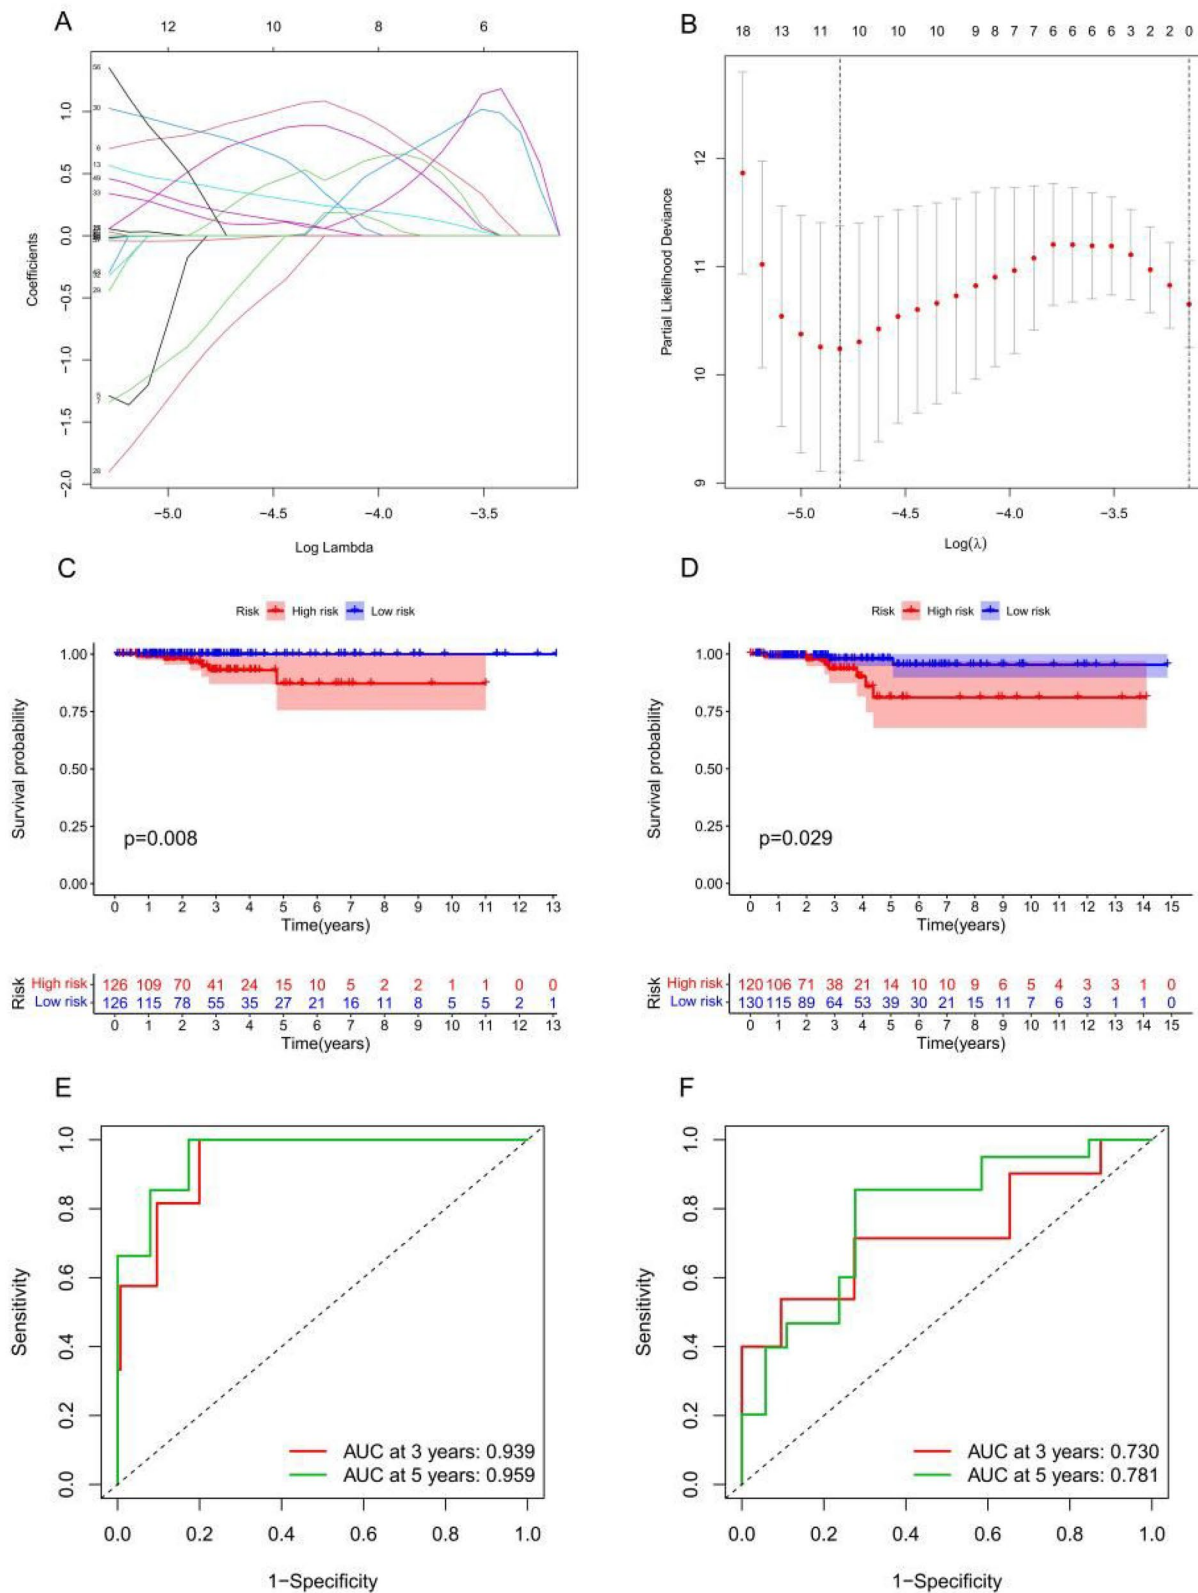 A
12 10 8 6
Coefficients
1.0
0.5
0.0
−0.5
−1.0
−1.5
−2.0
56
30
6
13
49
33
29
7
28
−5.0 −4.5 −4.0 −3.5
Log Lambda
B
18 13 11 10 10 10 9 8 7 7 6 6 6 6 3 2 2 0
Partial Likelihood Deviance
12
11
10
9
−5.0 −4.5 −4.0 −3.5
Log(λ)
C
Risk High risk Low risk
Survival probability
1.00
0.75
0.50
0.25
0.00
p=0.008
0 1 2 3 4 5 6 7 8 9 10 11 12 13
Time(years)
Risk
High risk 126 109 70 41 24 15 10 5 2 2 1 1 0 0
Low risk 126 115 78 55 35 27 21 16 11 8 5 5 2 1
0 1 2 3 4 5 6 7 8 9 10 11 12 13
Time(years)
D
Risk High risk Low risk
Survival probability
1.00
0.75
0.50
0.25
0.00
p=0.029
0 1 2 3 4 5 6 7 8 9 10 11 12 13 14 15
Time(years)
Risk
High risk 120 106 71 38 21 14 10 10 9 6 5 4 3 3 1 0
Low risk 130 115 89 64 53 39 30 21 15 11 7 6 3 1 1 0
0 1 2 3 4 5 6 7 8 9 10 11 12 13 14 15
Time(years)
E
Sensitivity
1.0
0.8
0.6
0.4
0.2
0.0
AUC at 3 years: 0.939
AUC at 5 years: 0.959
0.0 0.2 0.4 0.6 0.8 1.0
1−Specificity
F
Sensitivity
1.0
0.8
0.6
0.4
0.2
0.0
AUC at 3 years: 0.730
AUC at 5 years: 0.781
0.0 0.2 0.4 0.6 0.8 1.0
1−Specificity